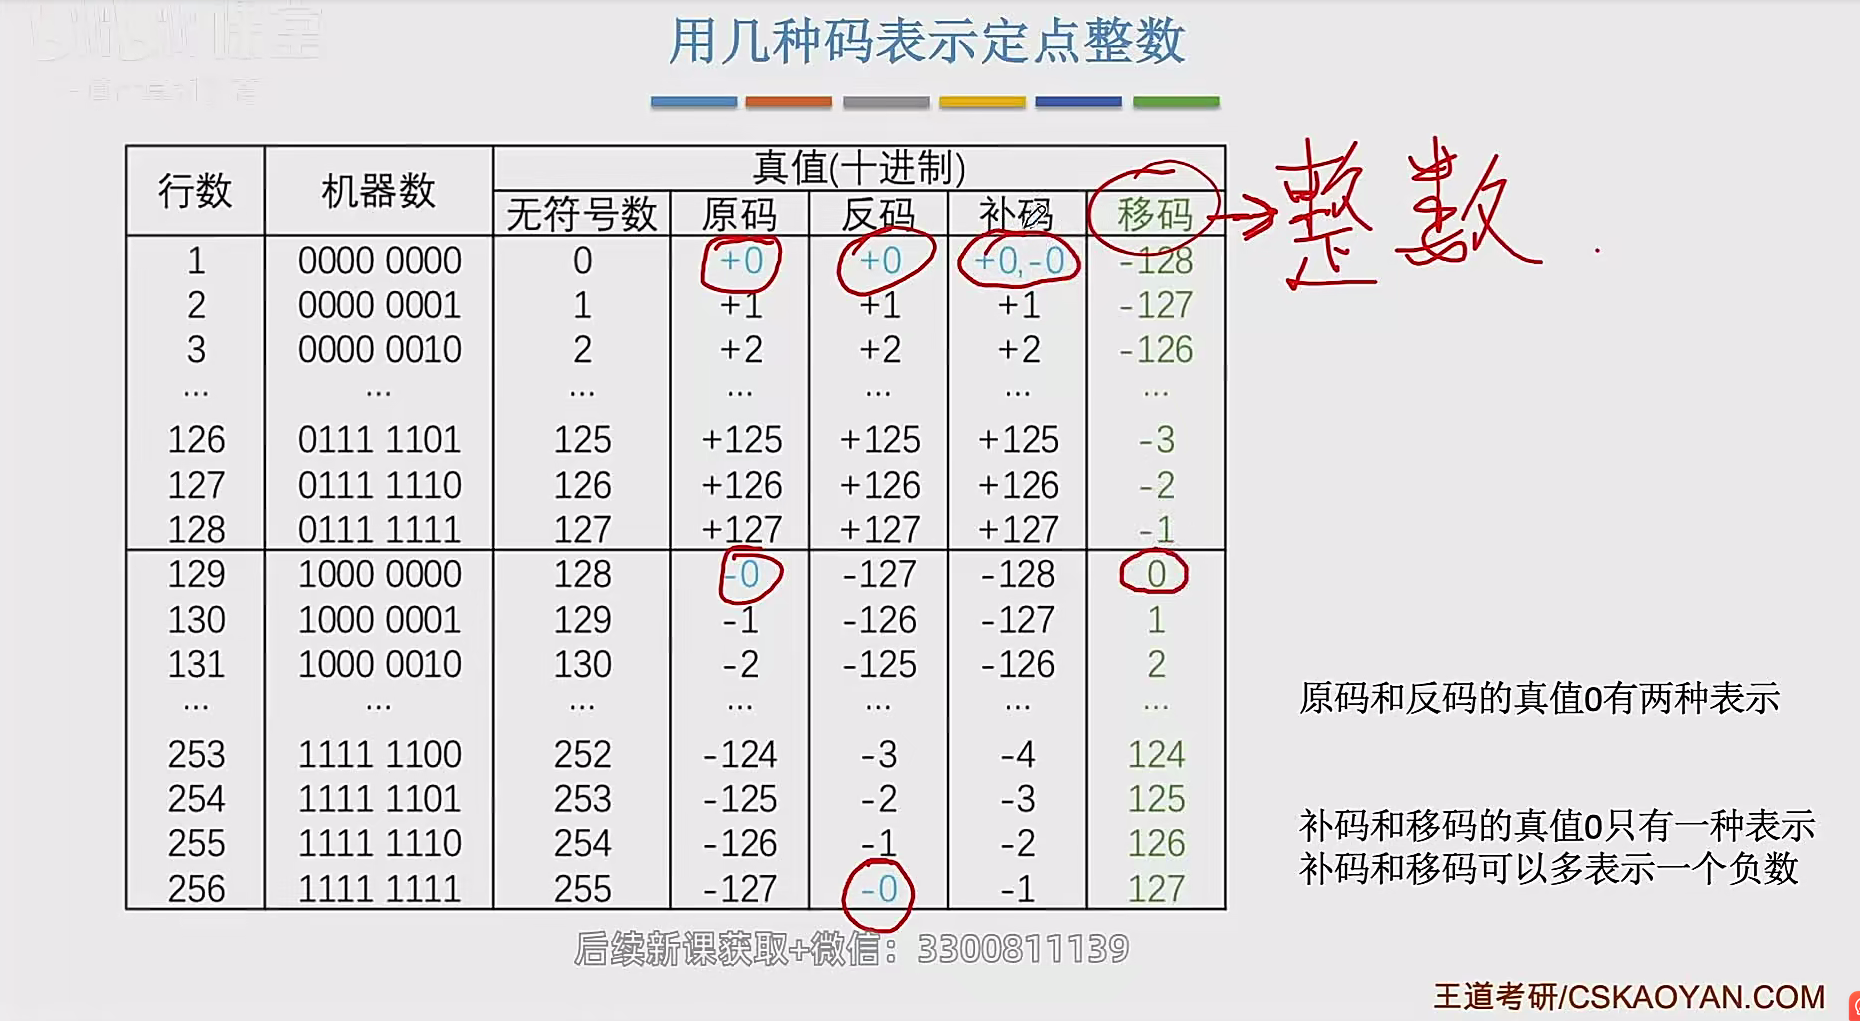 用几种码表示定点整数
行数 机器数 真值(十进制)
无符号数 原码 反码 补码 移码 → 整数
1 0000 0000 0 +0 +0 +0,-0 -128
2 0000 0001 1 +1 +1 +1 -127
3 0000 0010 2 +2 +2 +2 -126
... ... ... ... ... ... ...
126 0111 1101 125 +125 +125 +125 -3
127 0111 1110 126 +126 +126 +126 -2
128 0111 1111 127 +127 +127 +127 -1
129 1000 0000 128 -0 -127 -128 0
130 1000 0001 129 -1 -126 -127 1
131 1000 0010 130 -2 -125 -126 2
... ... ... ... ... ... ...
253 1111 1100 252 -124 -3 -4 124
254 1111 1101 253 -125 -2 -3 125
255 1111 1110 254 -126 -1 -2 126
256 1111 1111 255 -127 -0 -1 127
原码和反码的真值0有两种表示
补码和移码的真值0只有一种表示
补码和移码可以多表示一个负数
后续新课获取+微信：3300811139
王道考研/CSKAOYAN.COM